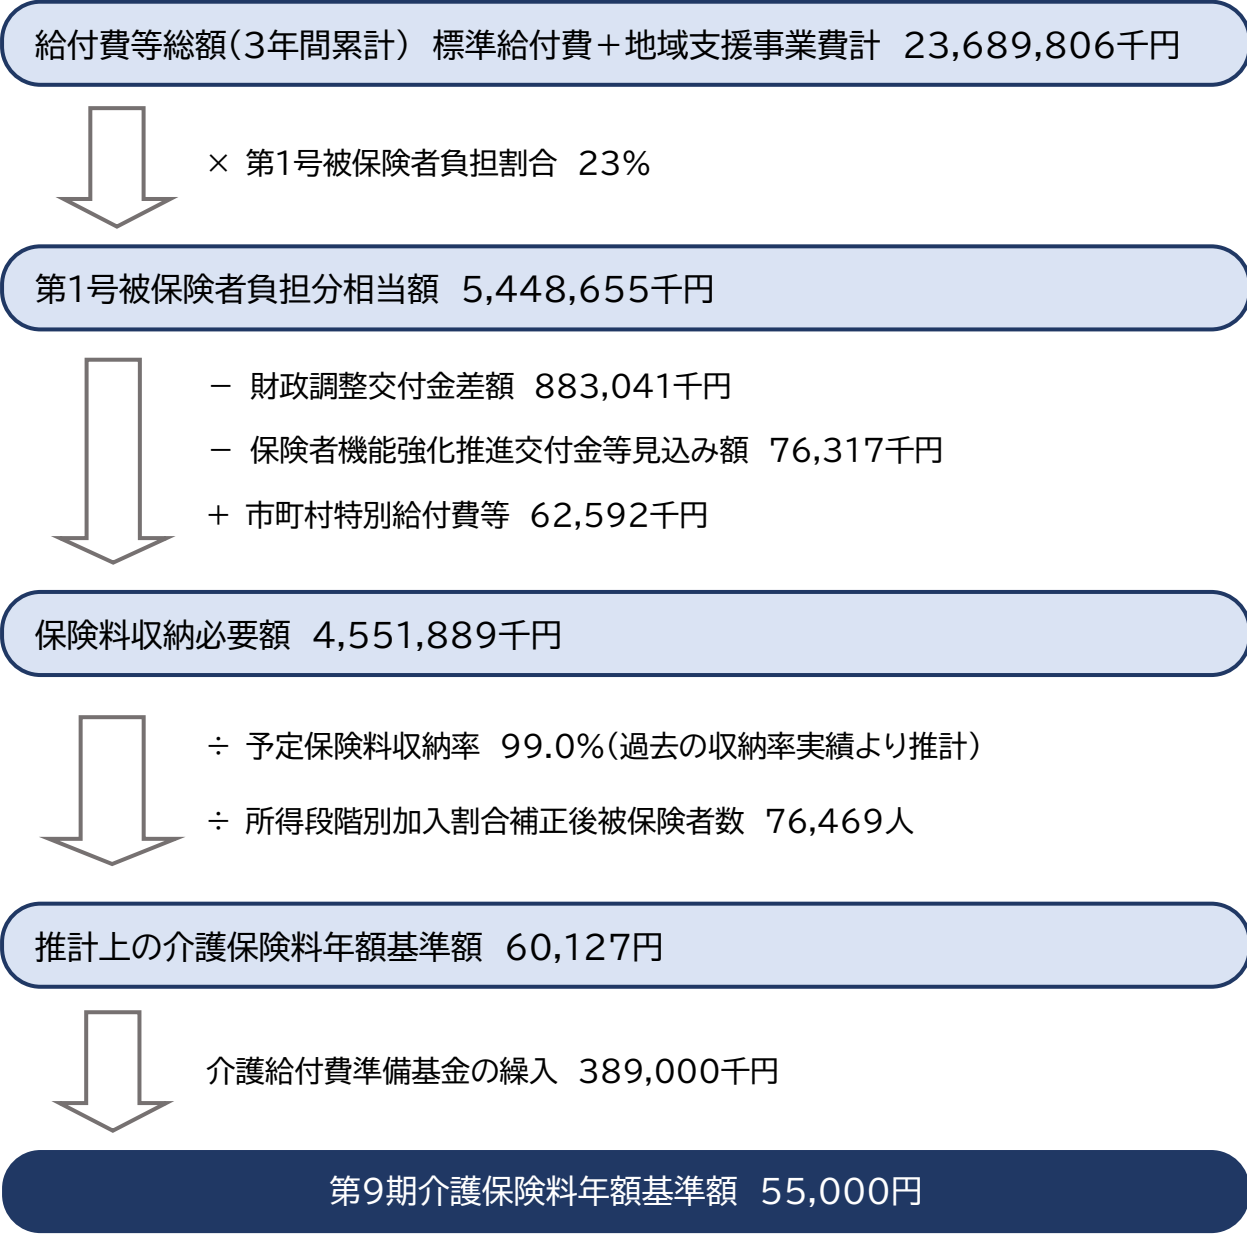 給付費等総額(3年間累計) 標準給付費+地域支援事業費計 23,689,806千円
× 第1号被保険者負担割合 23%
第1号被保険者負担分相当額 5,448,655千円
− 財政調整交付金差額 883,041千円
− 保険者機能強化推進交付金等見込み額 76,317千円
+ 市町村特別給付費等 62,592千円
保険料収納必要額 4,551,889千円
÷ 予定保険料収納率 99.0%(過去の収納率実績より推計)
÷ 所得段階別加入割合補正後被保険者数 76,469人
推計上の介護保険料年額基準額 60,127円
介護給付費準備基金の繰入 389,000千円
第9期介護保険料年額基準額 55,000円